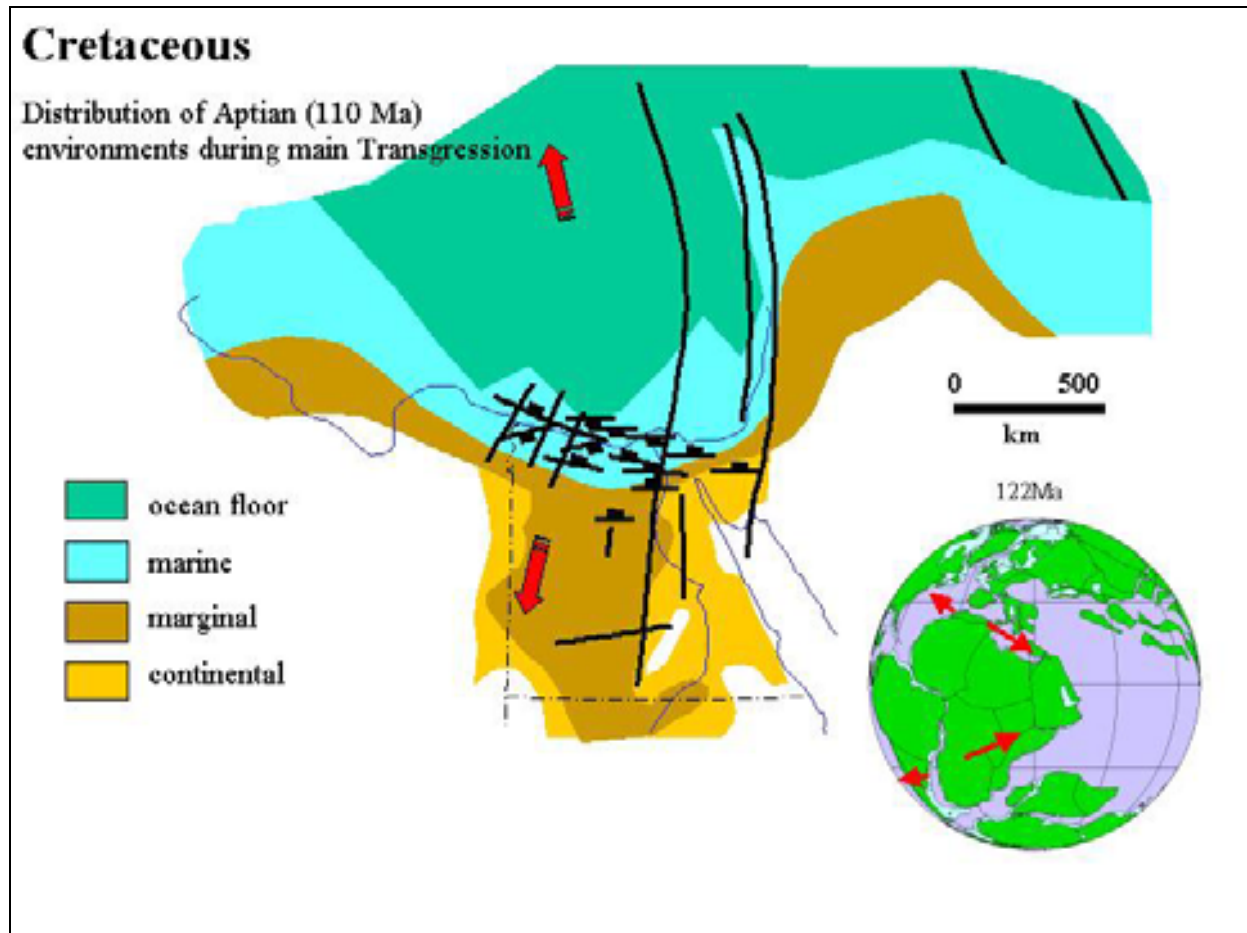 Cretaceous
Distribution of Aptian (110 Ma)
environments during main Transgression
0 500
km
122Ma
ocean floor
marine
marginal
continental